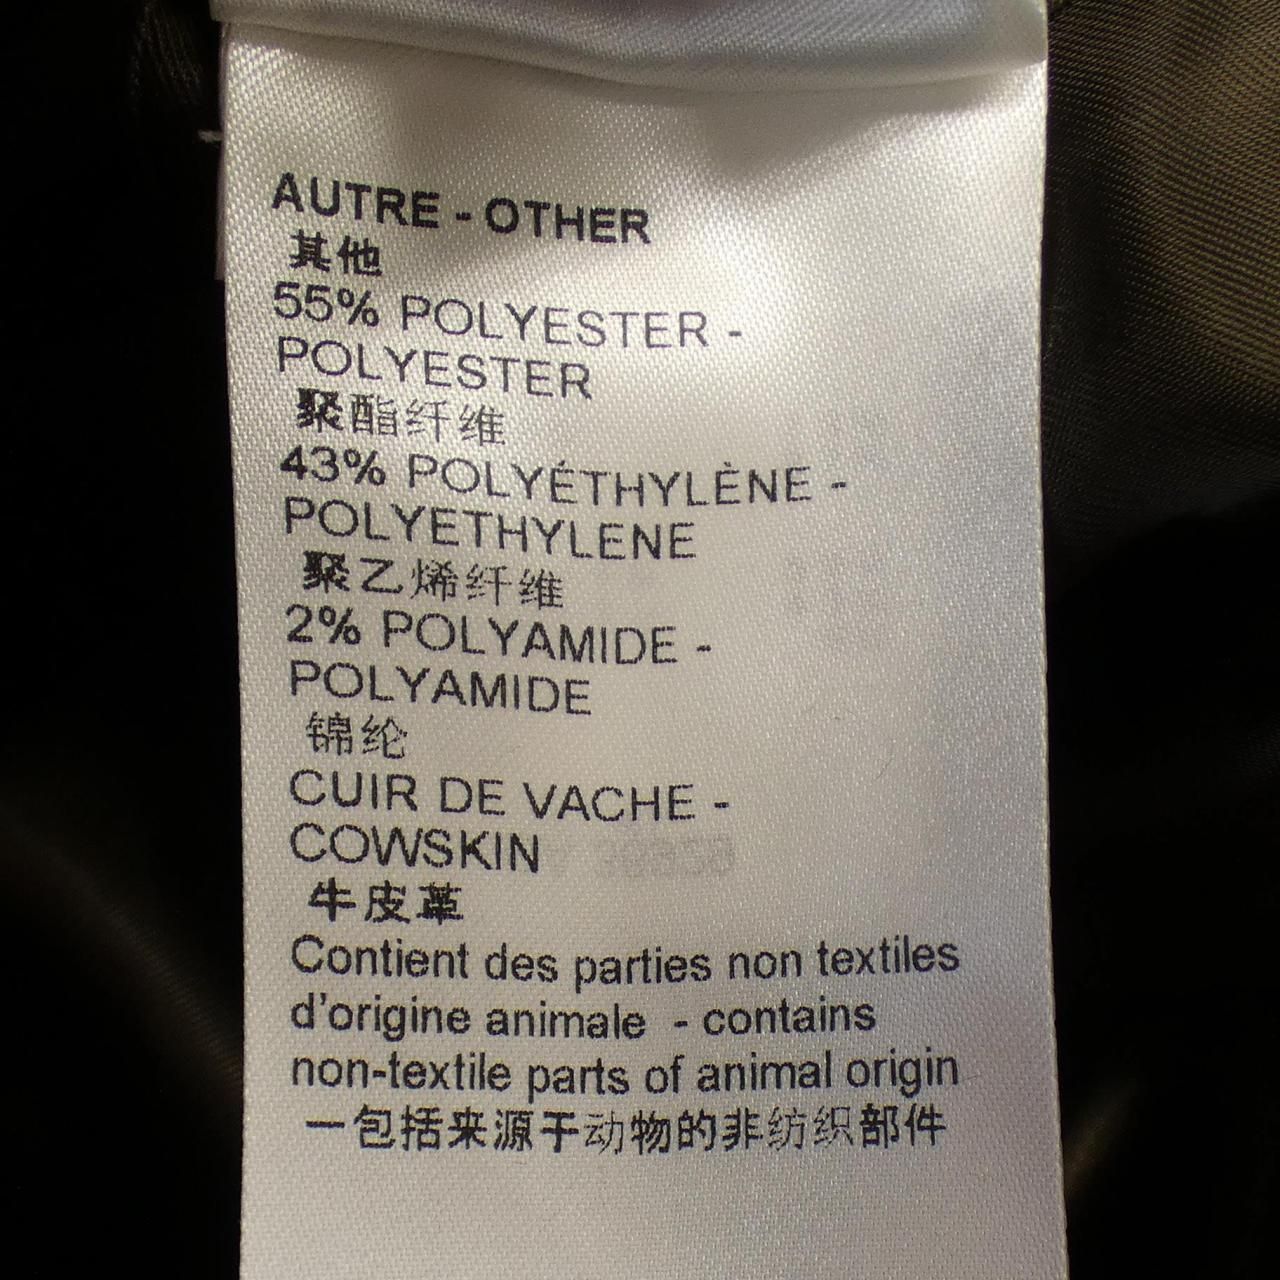 AUTRE - OTHER
其他
55% POLYESTER -
POLYESTER
聚酯纤维
43% POLYÉTHYLÈNE -
POLYETHYLENE
聚乙烯纤维
2% POLYAMIDE -
POLYAMIDE
锦纶
CUIR DE VACHE -
COWSKIN
牛皮革
Contient des parties non textiles
d'origine animale - contains
non-textile parts of animal origin
一包括来源于动物的非纺织部件